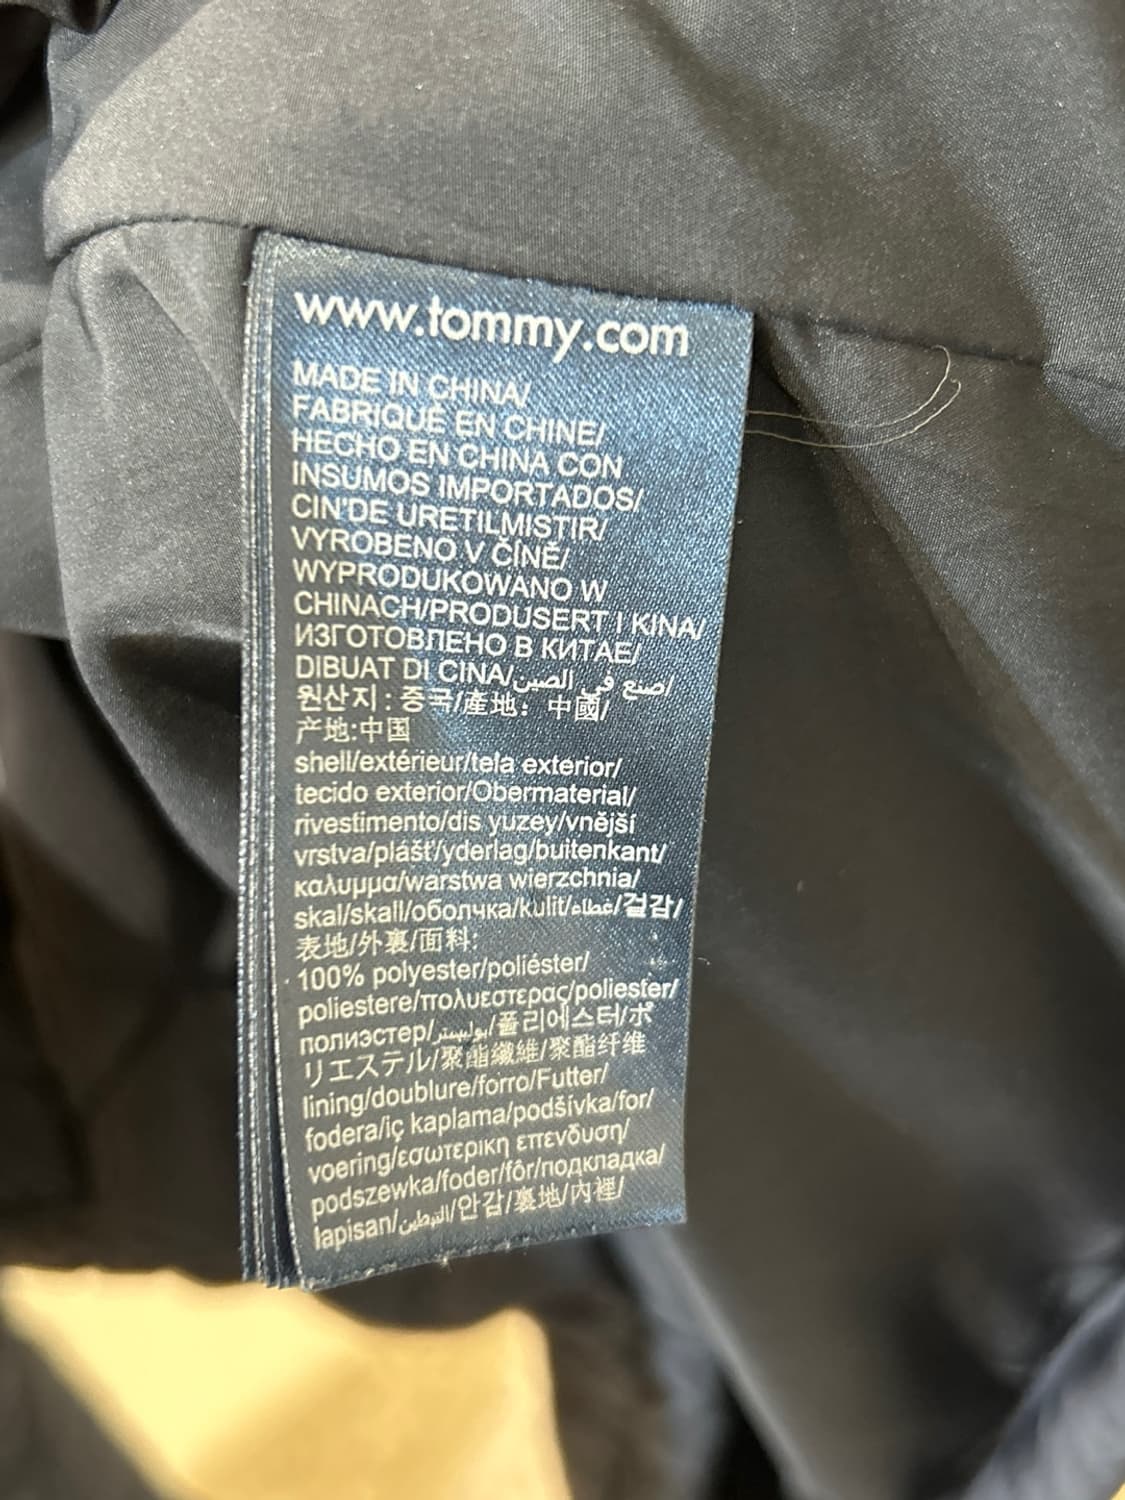 www.tommy.com
MADE IN CHINA/
FABRIQUÉ EN CHINE/
HECHO EN CHINA CON
INSUMOS IMPORTADOS/
CIN'DE URETILMISTIR/
VYROBENO V ČÍNÉ/
WYPRODUKOWANO W
CHINACH/PRODUSERT I KINA/
ИЗГОТОВЛЕНО В КИТАЕ/
DIBUAT DI CINA/صنع في الصين/
원산지 : 중국/產地：中國/
产地:中国
shell/extérieur/tela exterior/
tecido exterior/Obermaterial/
rivestimento/dis yuzey/vnější
vrstva/plášť/yderlag/buitenkant/
καλυμμα/warstwa wierzchnia/
skal/skall/оболчка/kulit/غطاء/겉감/
表地/外裏/面料:
100% polyester/poliéster/
poliestere/πολυεστερας/poliester/
полиэстер/بوليستر/폴리에스터/ポ
リエステル/聚酯纖維/聚酯纤维
lining/doublure/forro/Futter/
fodera/iç kaplama/podšívka/for/
voering/εσωτερικη επενδυση/
podszewka/foder/fôr/подкладка/
lapisan/التبطين/안감/裏地/內裡/